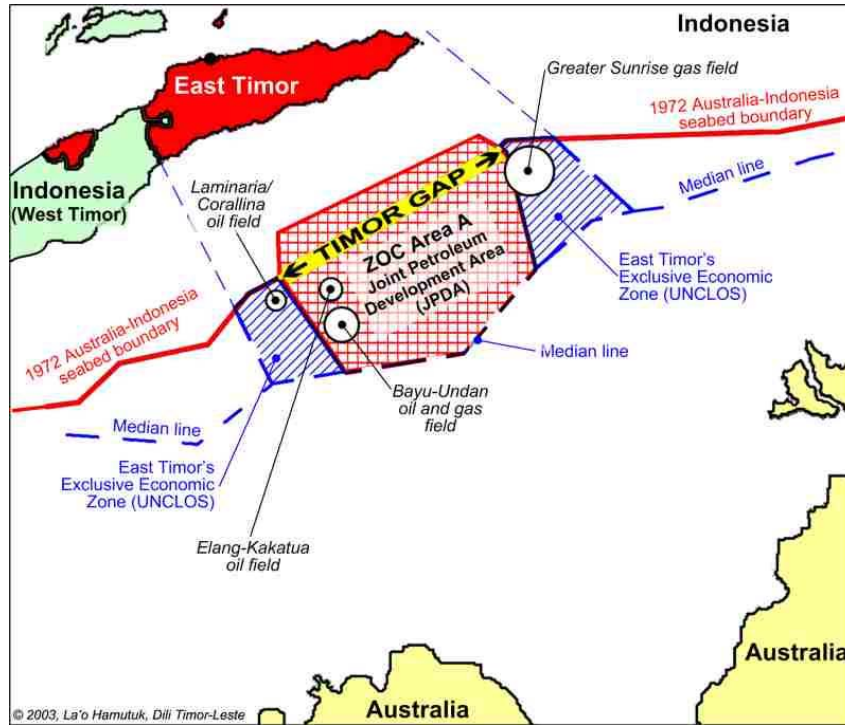 Indonesia
East Timor
Greater Sunrise gas field
1972 Australia-Indonesia
seabed boundary
Indonesia
(West Timor)
Laminaria/
Corallina
oil field
TIMOR GAP
Median line
ZOC Area A
Joint Petroleum
Development Area
(JPDA)
East Timor's
Exclusive Economic
Zone (UNCLOS)
1972 Australia-Indonesia
seabed boundary
Median line
Bayu-Undan
oil and gas
field
Median line
East Timor's
Exclusive Economic
Zone (UNCLOS)
Elang-Kakatua
oil field
Australia
Australia
© 2003, La'o Hamutuk, Dili Timor-Leste